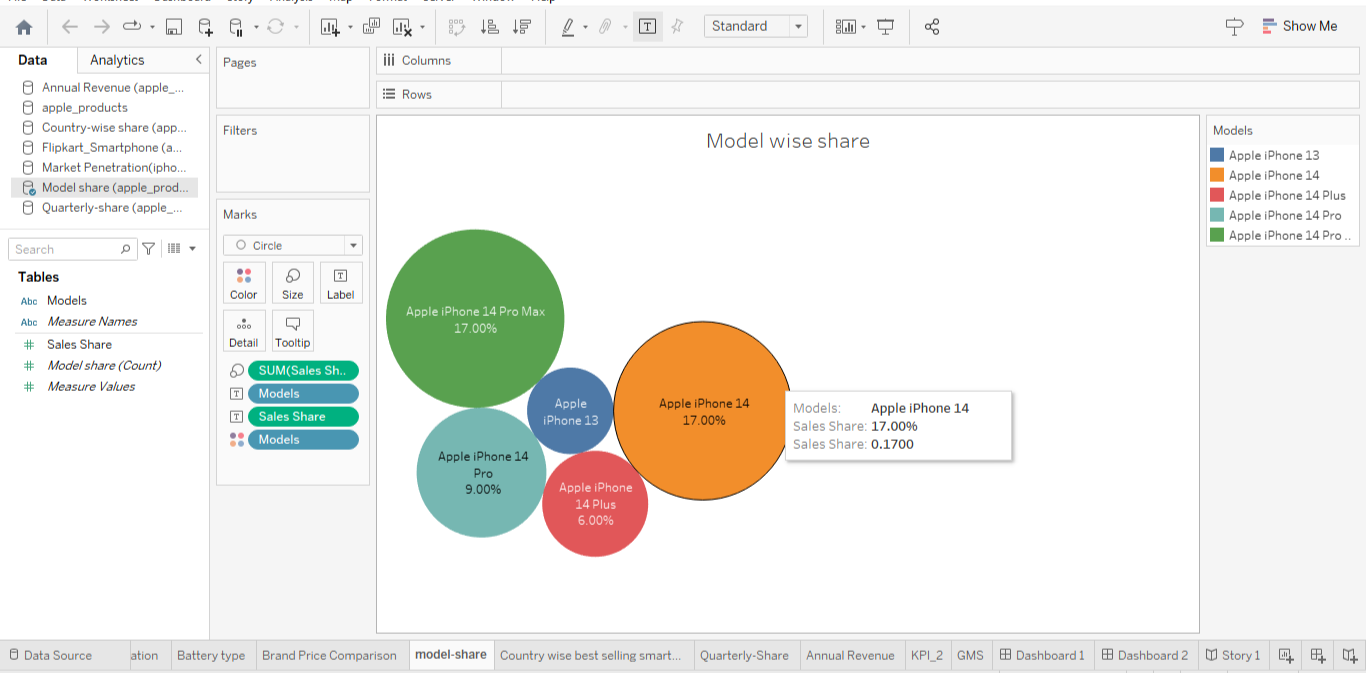 Standard
Show Me
Data
Analytics
Annual Revenue (apple_...
apple_products
Country-wise share (app...
Flipkart_Smartphone (a...
Market Penetration(ipho...
Model share (apple_prod...
Quarterly-share (apple_...
Search
Tables
Abc Models
Abc Measure Names
# Sales Share
# Model share (Count)
# Measure Values
Pages
Filters
Marks
Circle
Color
Size
T
Label
Detail
Tooltip
SUM(Sales Sh..
T Models
T Sales Share
Models
Columns
Rows
Model wise share
Apple iPhone 14 Pro Max
17.00%
Apple
iPhone 13
Apple iPhone 14
17.00%
Apple iPhone 14
Pro
9.00%
Apple iPhone
14 Plus
6.00%
Models: Apple iPhone 14
Sales Share: 17.00%
Sales Share: 0.1700
Models
Apple iPhone 13
Apple iPhone 14
Apple iPhone 14 Plus
Apple iPhone 14 Pro
Apple iPhone 14 Pro ..
Data Source
ation
Battery type
Brand Price Comparison
model-share
Country wise best selling smart...
Quarterly-Share
Annual Revenue
KPI_2
GMS
Dashboard 1
Dashboard 2
Story 1